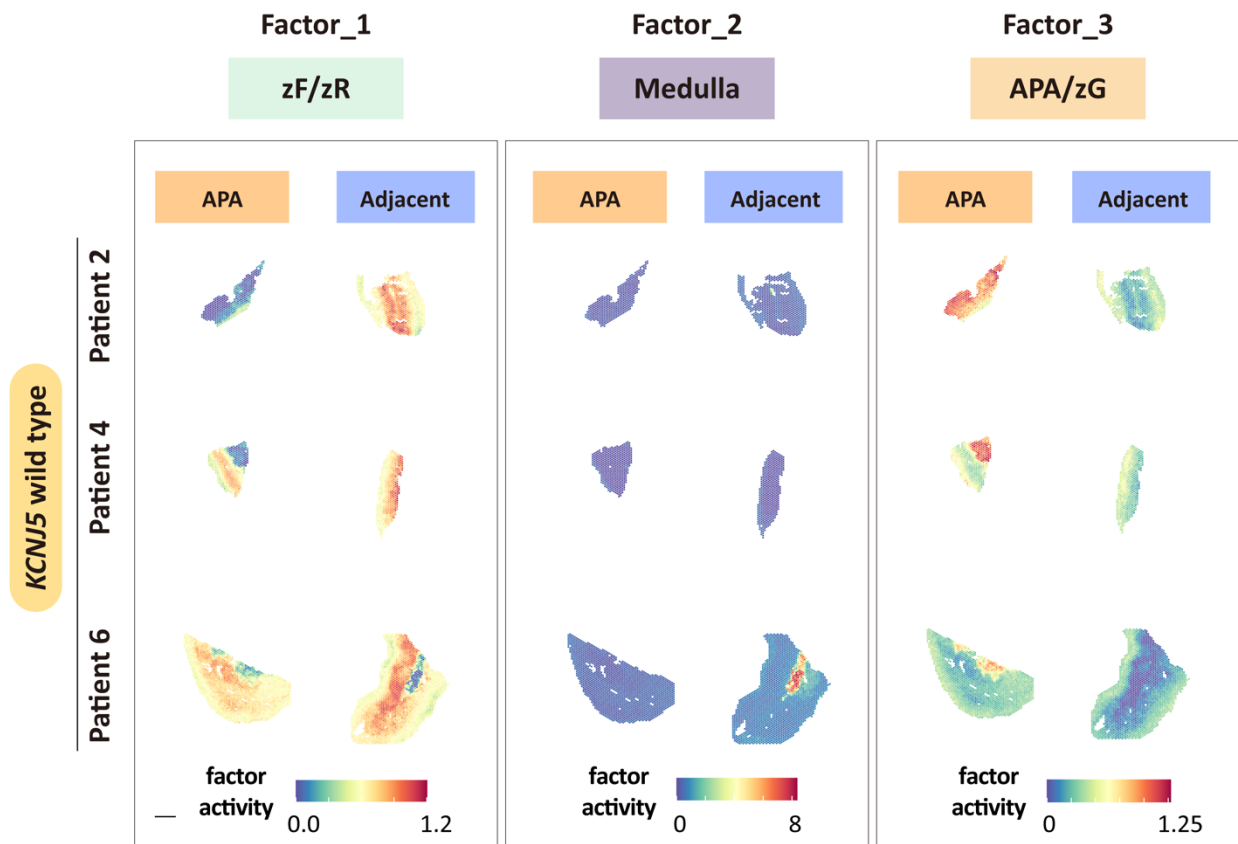 Factor_1
Factor_2
Factor_3
zF/zR
Medulla
APA/zG
APA
Adjacent
APA
Adjacent
APA
Adjacent
KCNJ5 wild type
Patient 2
Patient 4
Patient 6
factor
activity
0.0
1.2
factor
activity
0
8
factor
activity
0
1.25